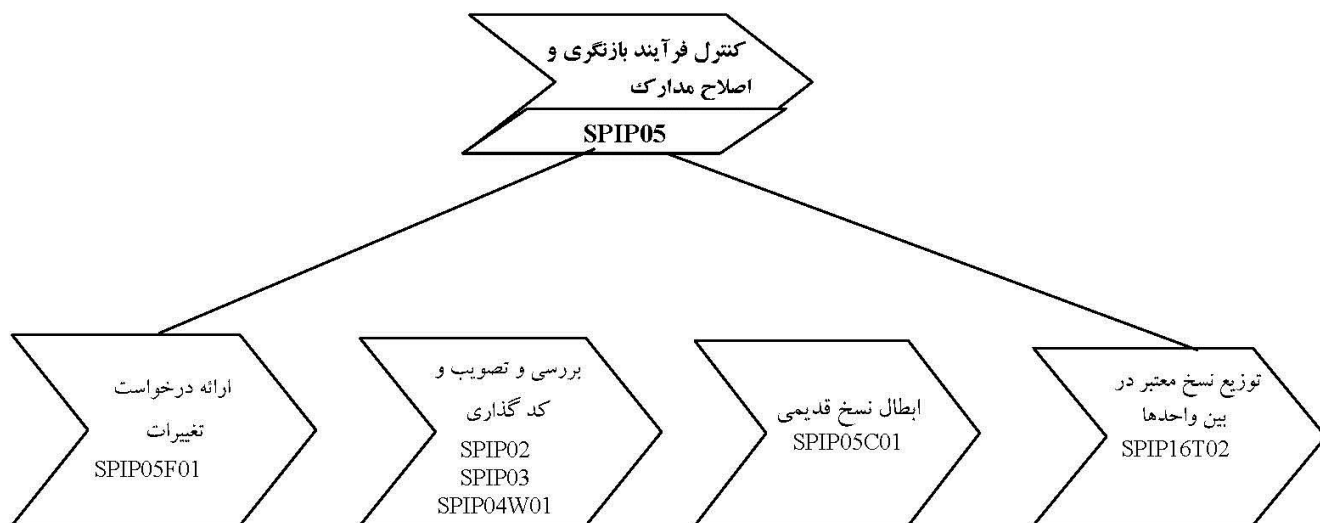 کنترل فرآیند بازنگری و
اصلاح مدارک
SPIP05
ارائه درخواست
تغییرات
SPIP05F01
بررسی و تصویب و
کد گذاری
SPIP02
SPIP03
SPIP04W01
ابطال نسخ قدیمی
SPIP05C01
توزیع نسخ معتبر در
بین واحدها
SPIP16T02